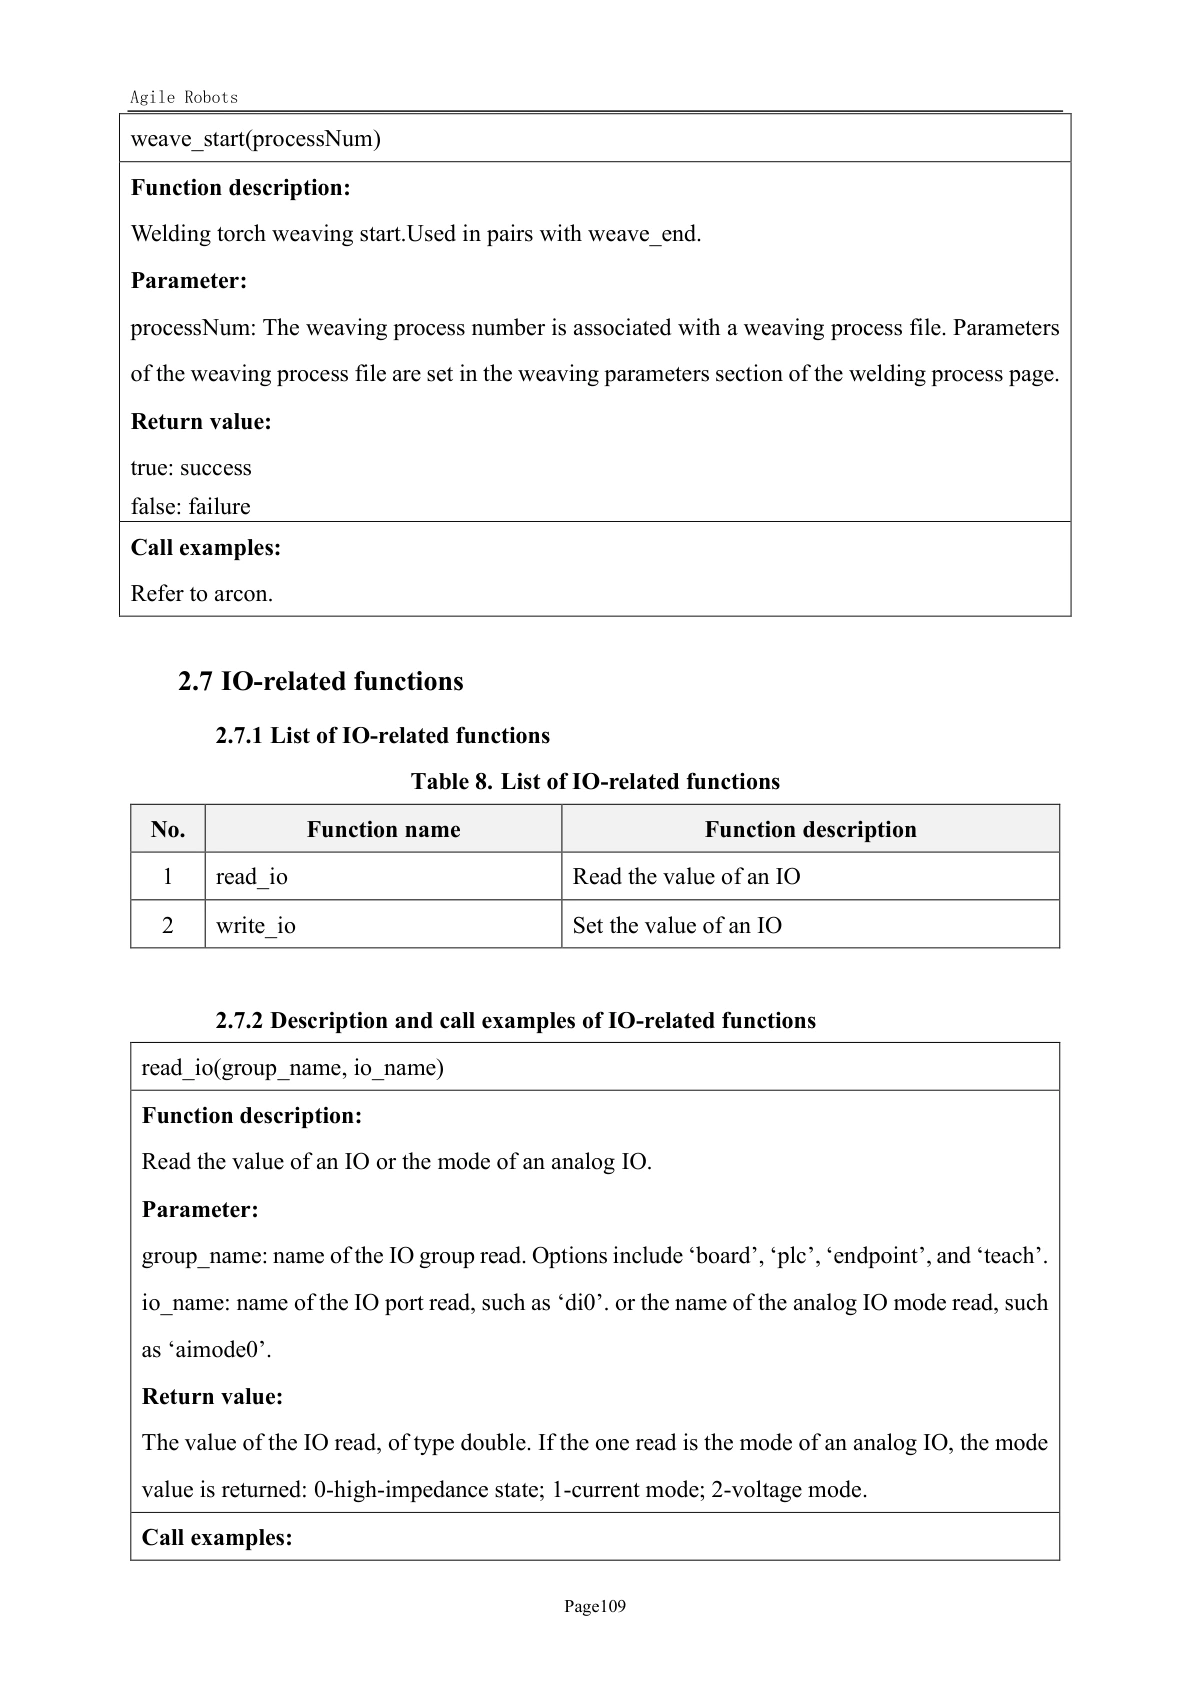 Agile Robots
weave_start(processNum)
Function description:
Welding torch weaving start.Used in pairs with weave_end.
Parameter:
processNum: The weaving process number is associated with a weaving process file. Parameters
of the weaving process file are set in the weaving parameters section of the welding process page.
Return value:
true: success
false: failure
Call examples:
Refer to arcon.
2.7 IO-related functions
2.7.1 List of IO-related functions
Table 8. List of IO-related functions
No. Function name Function description
1 read_io Read the value of an IO
2 write_io Set the value of an IO
2.7.2 Description and call examples of IO-related functions
read_io(group_name, io_name)
Function description:
Read the value of an IO or the mode of an analog IO.
Parameter:
group_name: name of the IO group read. Options include ‘board’, ‘plc’, ‘endpoint’, and ‘teach’.
io_name: name of the IO port read, such as ‘di0’. or the name of the analog IO mode read, such
as ‘aimode0’.
Return value:
The value of the IO read, of type double. If the one read is the mode of an analog IO, the mode
value is returned: 0-high-impedance state; 1-current mode; 2-voltage mode.
Call examples:
Page109